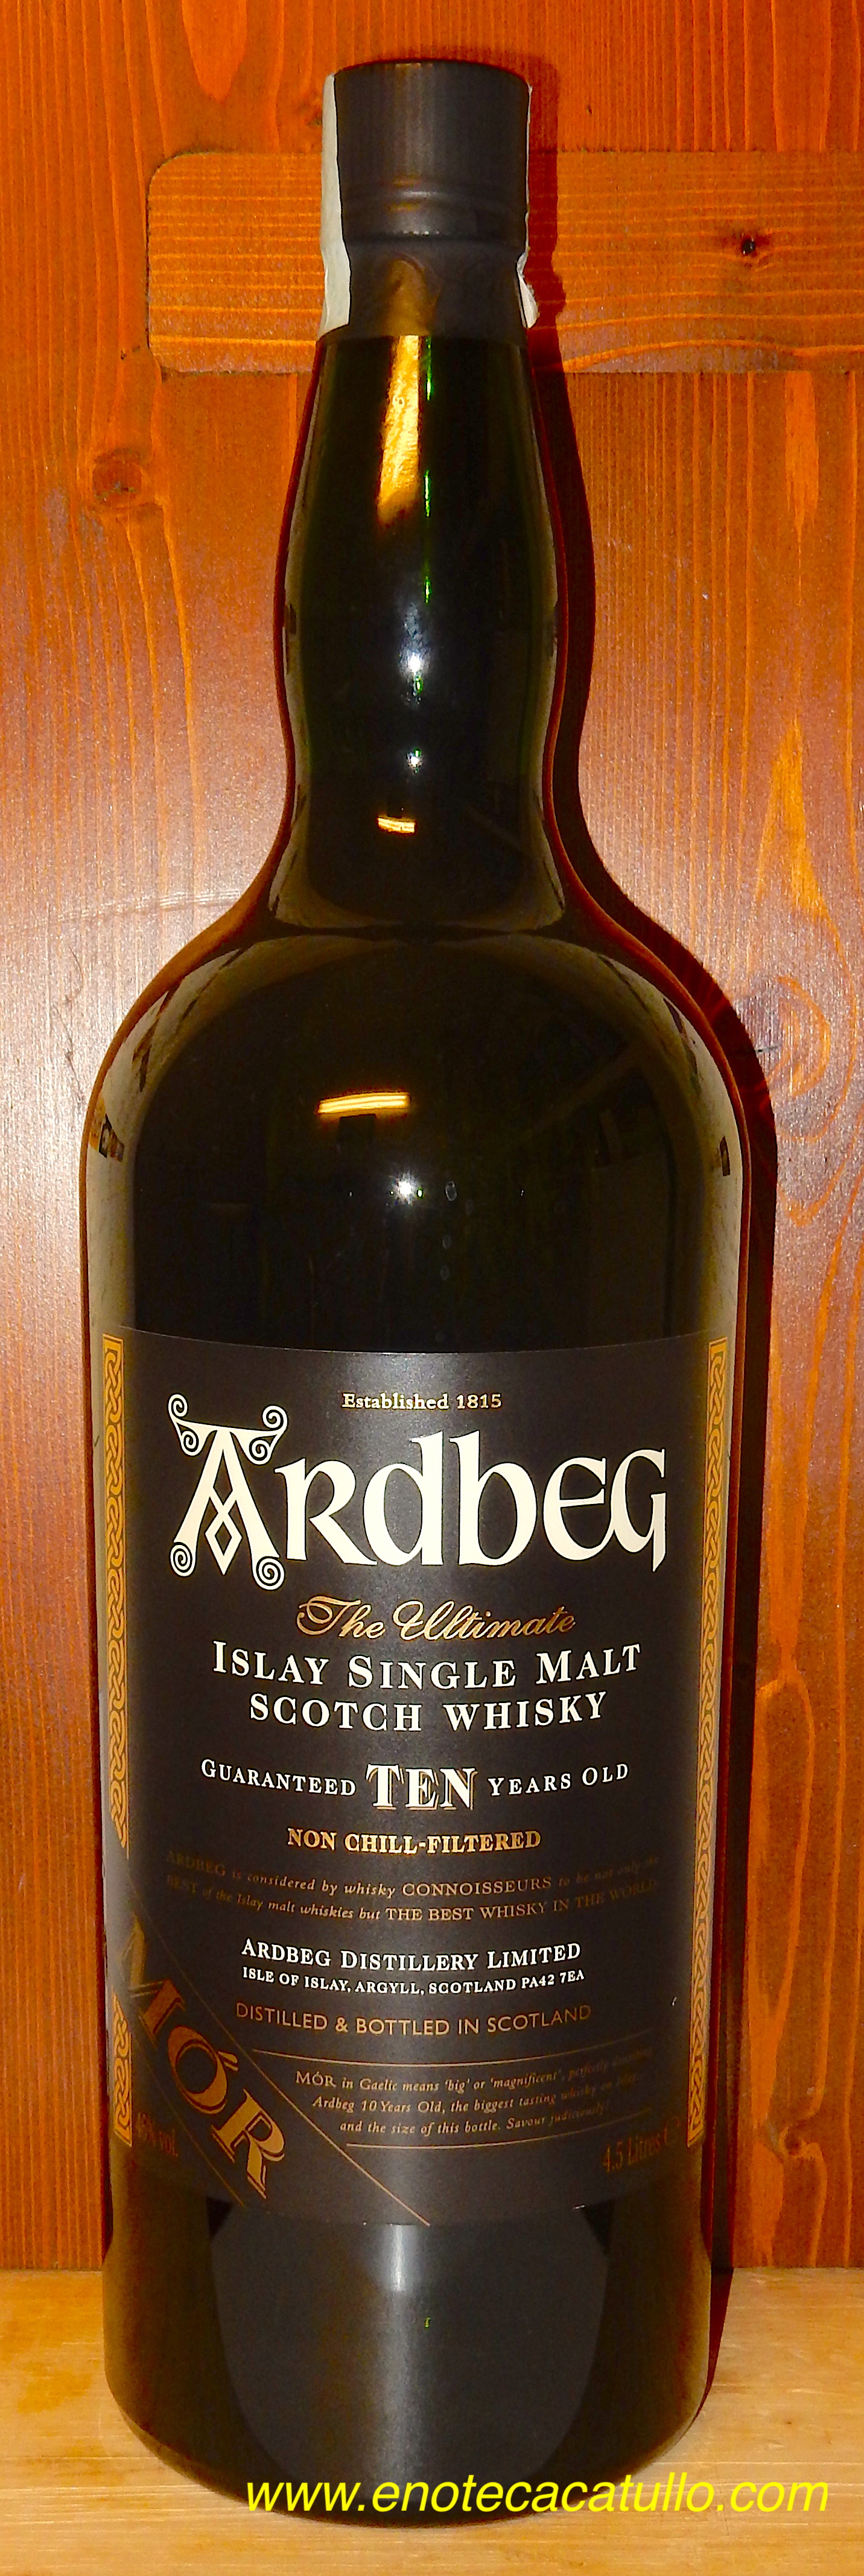 Established 1815
ARdbEG
The Ultimate
ISLAY SINGLE MALT
SCOTCH WHISKY
GUARANTEED TEN YEARS OLD
NON CHILL-FILTERED
ARDBEG is considered by whisky CONNOISSEURS to be not only the
BEST of the Islay malt whiskies but THE BEST WHISKY IN THE WORLD
ARDBEG DISTILLERY LIMITED
ISLE OF ISLAY, ARGYLL, SCOTLAND PA42 7EA
DISTILLED & BOTTLED IN SCOTLAND
MÓR
MÓR in Gaelic means 'big' or 'magnificent', perfectly
Ardbeg 10 Years Old, the biggest tasting whisky on Islay
and the size of this bottle. Savour judiciously!
46% vol.
4.5 Litres
www.enotecacatullo.com